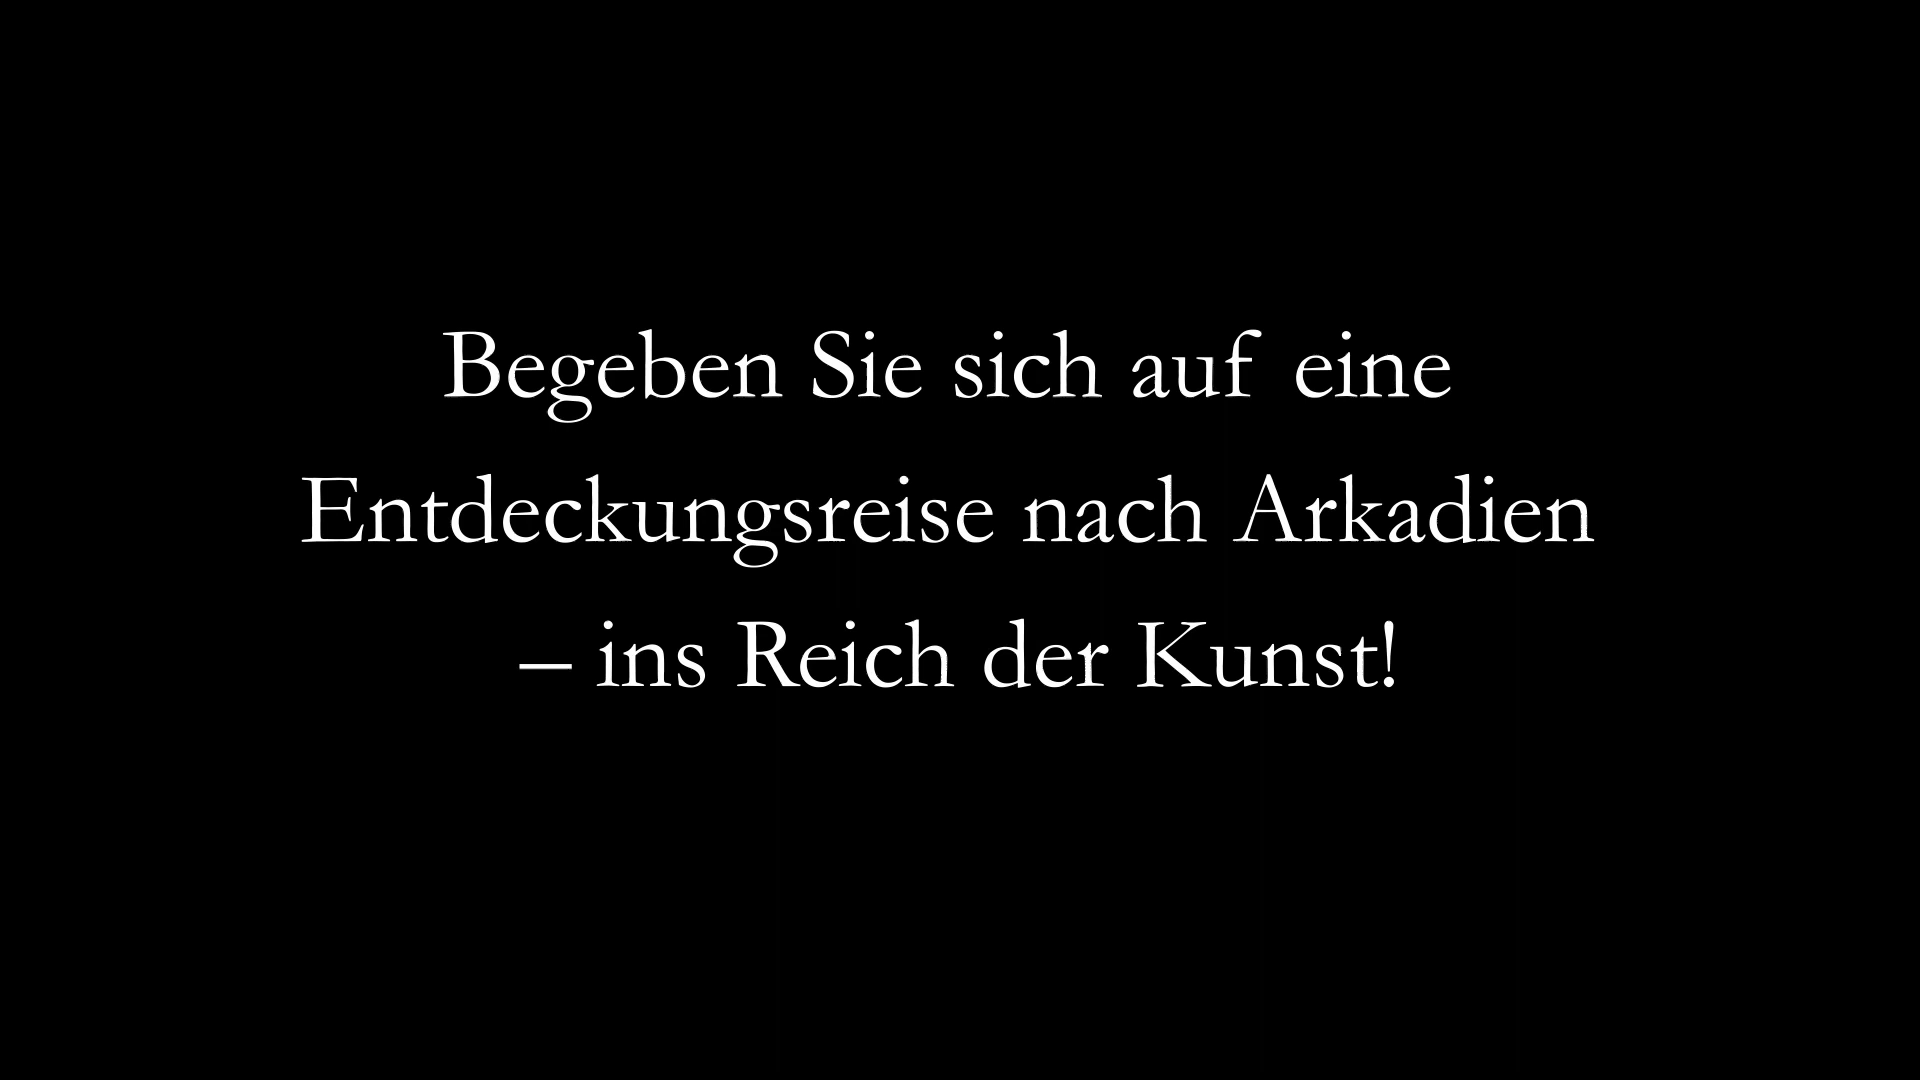 Begeben Sie sich auf eine
Entdeckungsreise nach Arkadien
– ins Reich der Kunst!